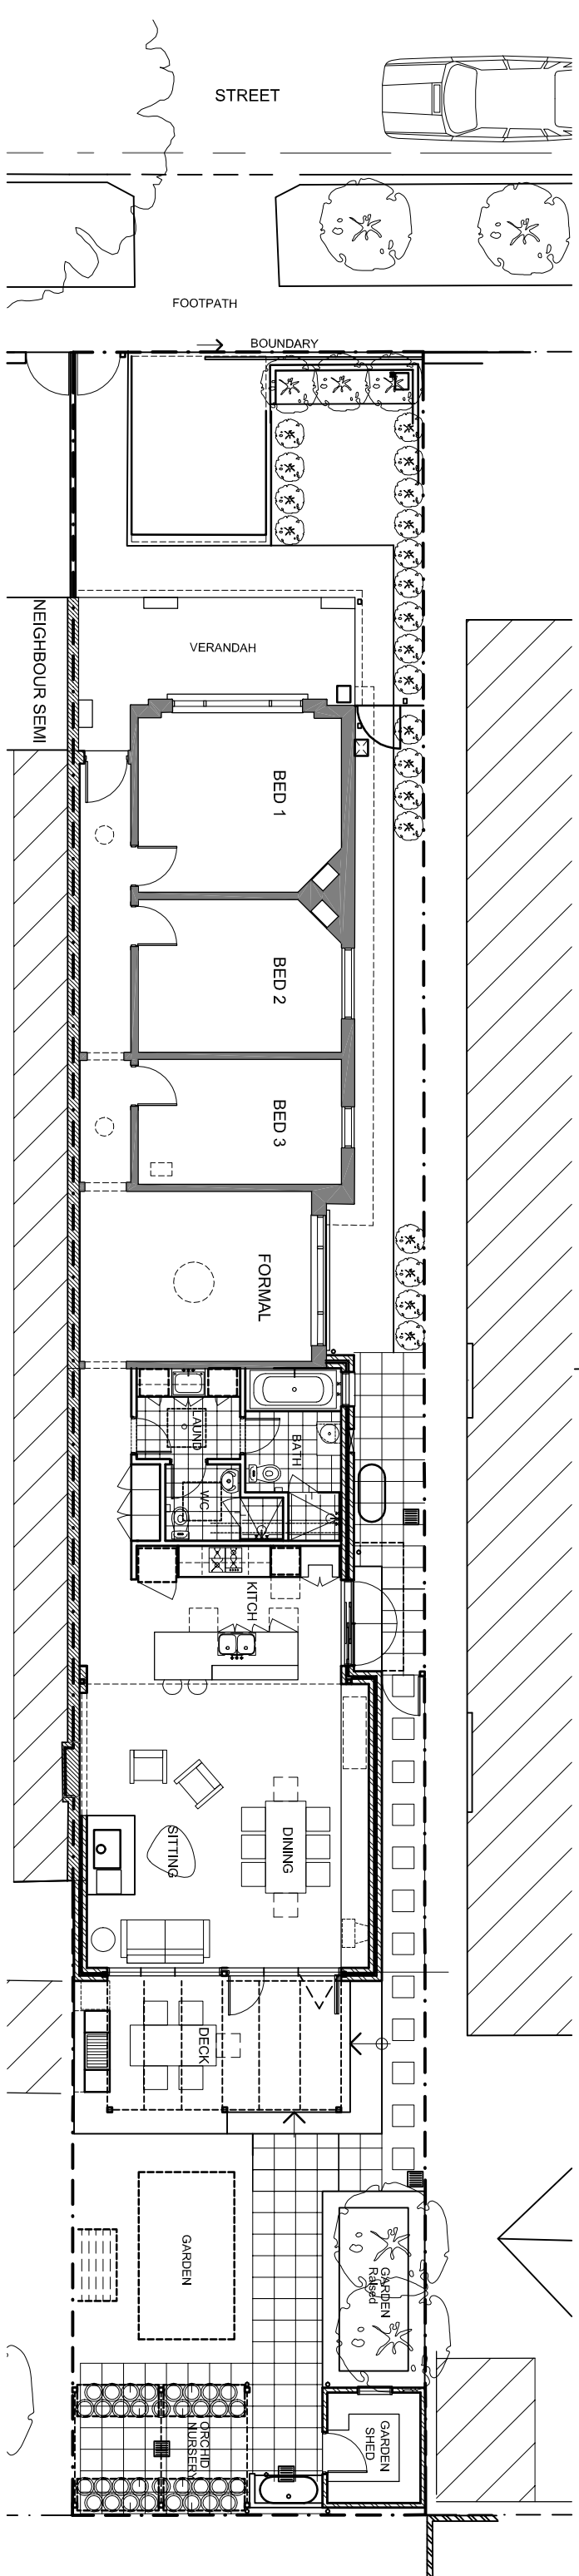 STREET
FOOTPATH
BOUNDARY
NEIGHBOUR SEMI
VERANDAH
BED 1
BED 2
BED 3
FORMAL
LAUND
BATH
WC
KITCH
SITTING
DINING
DECK
GARDEN
GARDEN
Raised
ORCHID
NURSERY
GARDEN
SHED